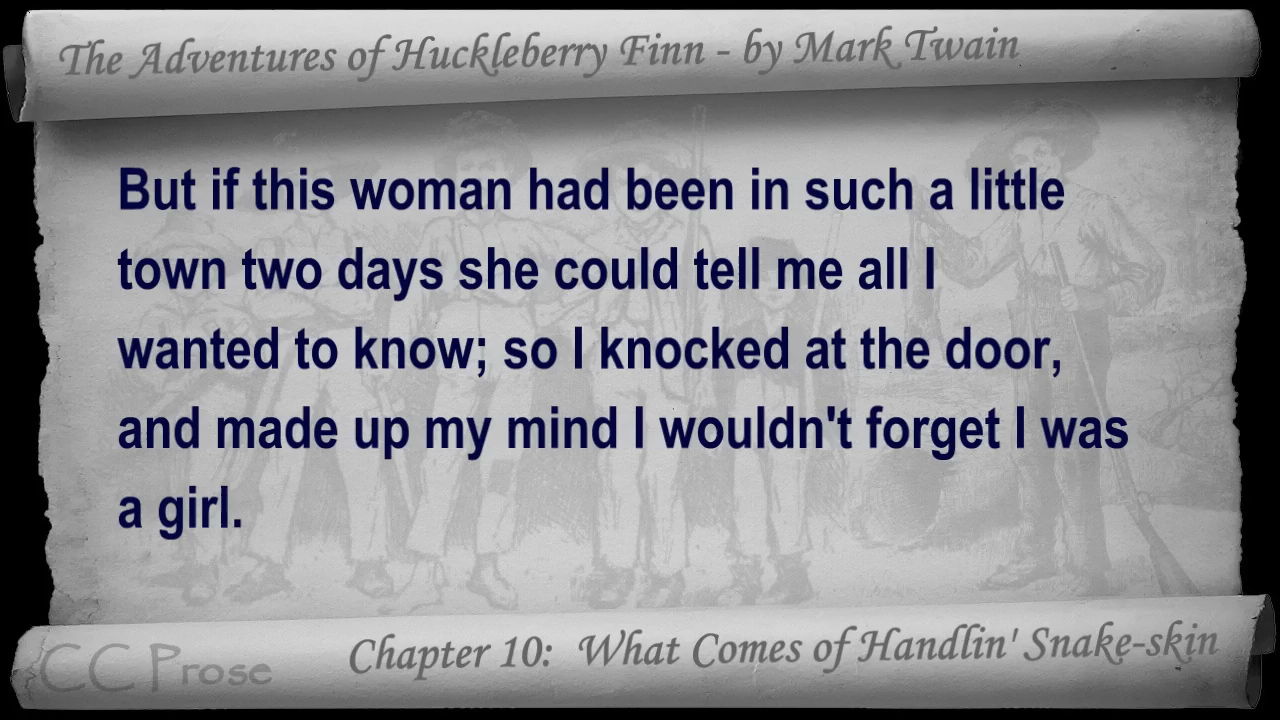 The Adventures of Huckleberry Finn - by Mark Twain
But if this woman had been in such a little
town two days she could tell me all I
wanted to know; so I knocked at the door,
and made up my mind I wouldn't forget I was
a girl.
Chapter 10: What Comes of Handlin' Snake-skin
CC Prose